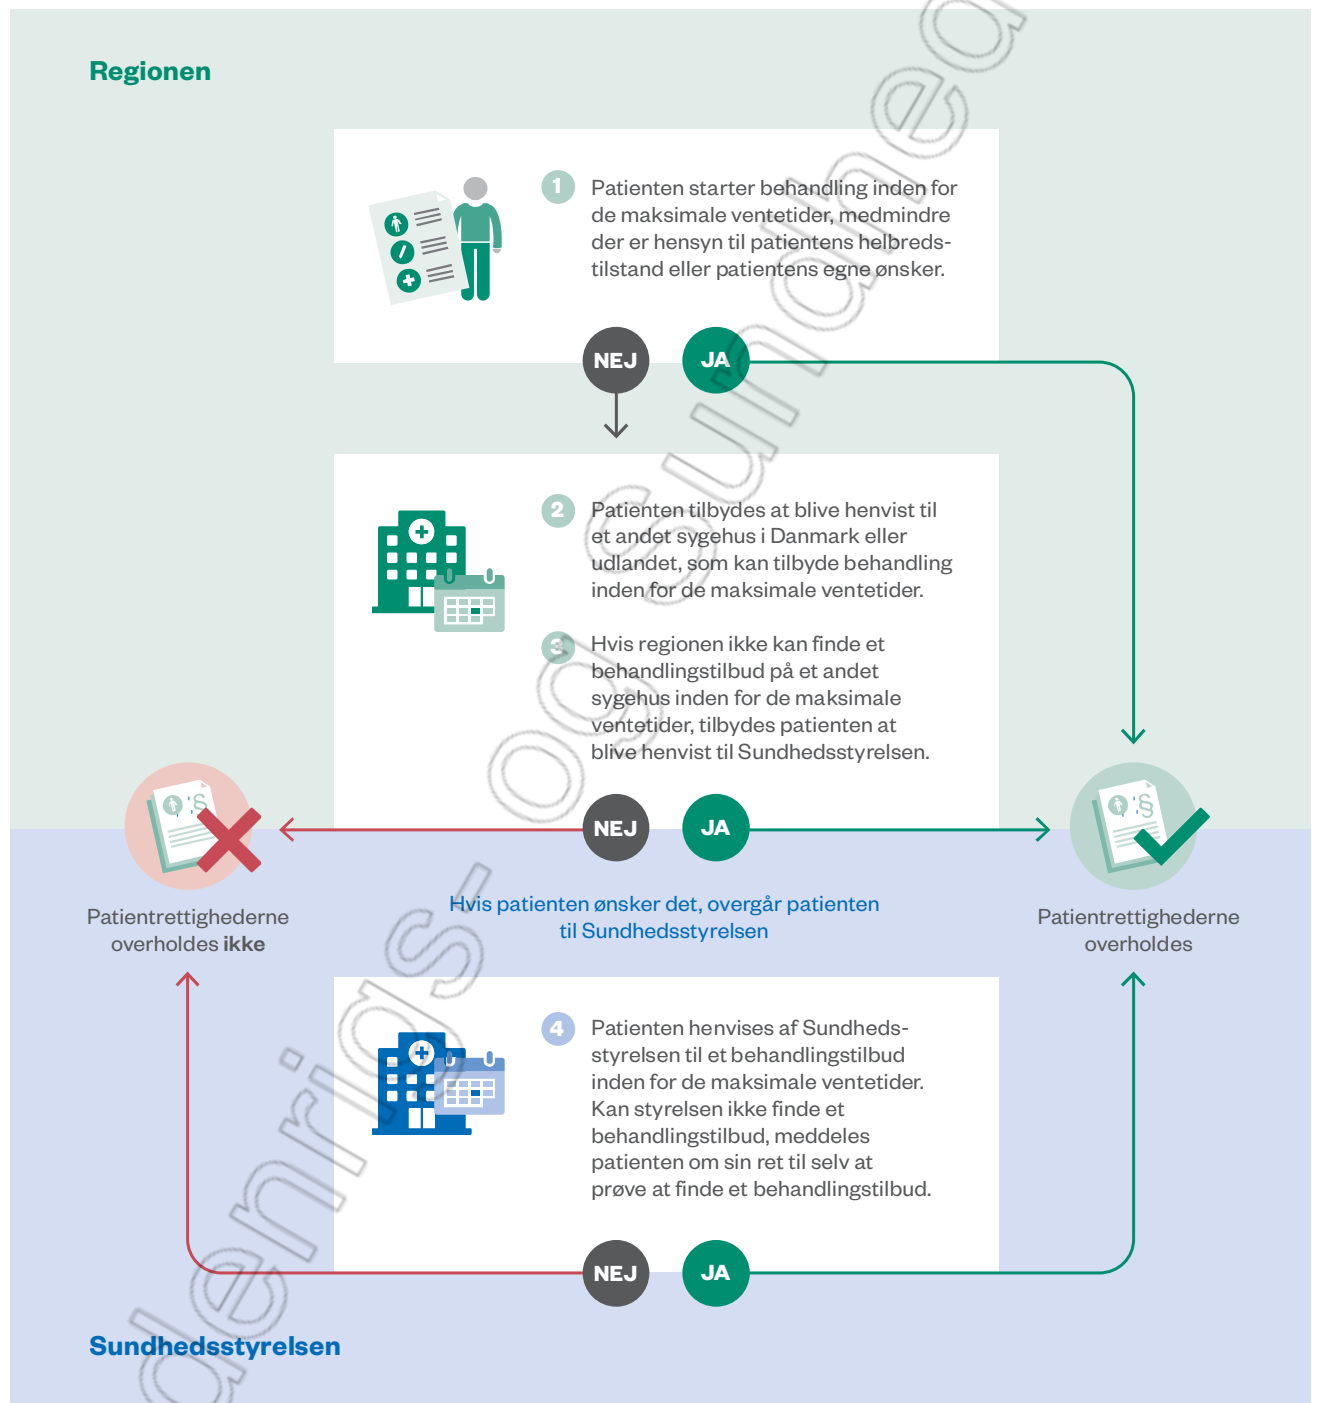 Regionen
1
Patienten starter behandling inden for
de maksimale ventetider, medmindre
der er hensyn til patientens helbreds-
tilstand eller patientens egne ønsker.
NEJ
JA
2
Patienten tilbydes at blive henvist til
et andet sygehus i Danmark eller
udlandet, som kan tilbyde behandling
inden for de maksimale ventetider.
3
Hvis regionen ikke kan finde et
behandlingstilbud på et andet
sygehus inden for de maksimale
ventetider, tilbydes patienten at
blive henvist til Sundhedsstyrelsen.
NEJ
JA
§
§
Patientrettighederne
overholdes ikke
Hvis patienten ønsker det, overgår patienten
til Sundhedsstyrelsen
Patientrettighederne
overholdes
4
Patienten henvises af Sundheds-
styrelsen til et behandlingstilbud
inden for de maksimale ventetider.
Kan styrelsen ikke finde et
behandlingstilbud, meddeles
patienten om sin ret til selv at
prøve at finde et behandlingstilbud.
NEJ
JA
Sundhedsstyrelsen
denrigs- og Sundhed